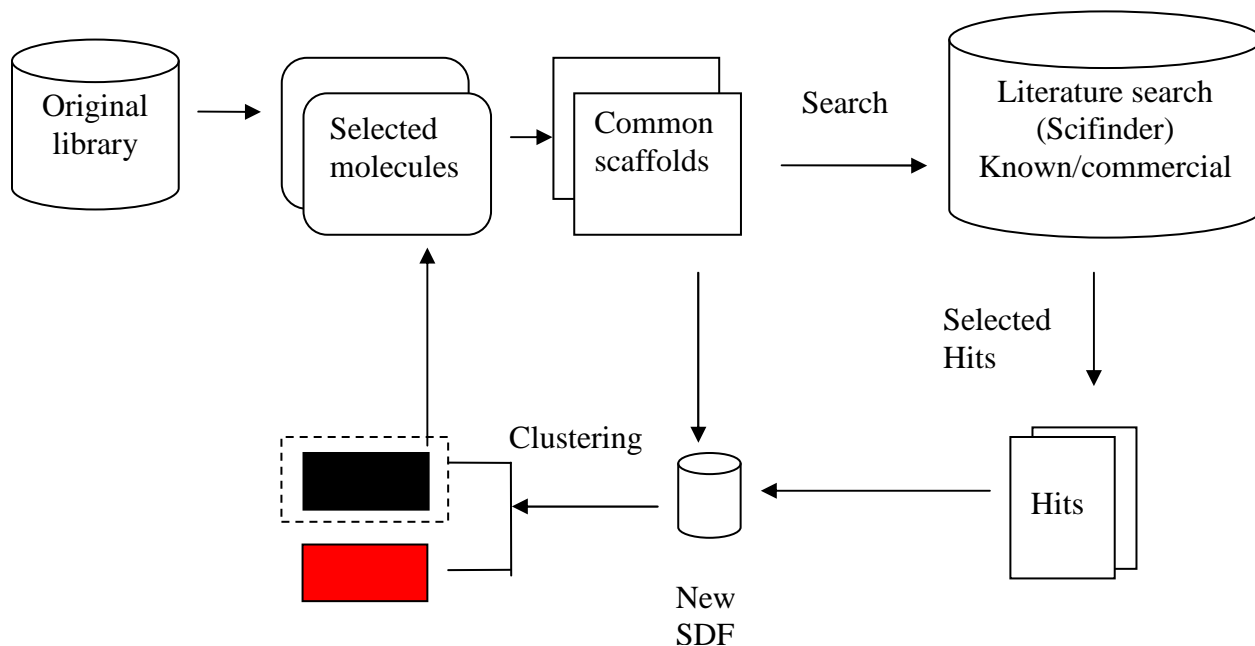 Original
library
Selected
molecules
Common
scaffolds
Search
Literature search
(Scifinder)
Known/commercial
Selected
Hits
Clustering
Hits
New
SDF